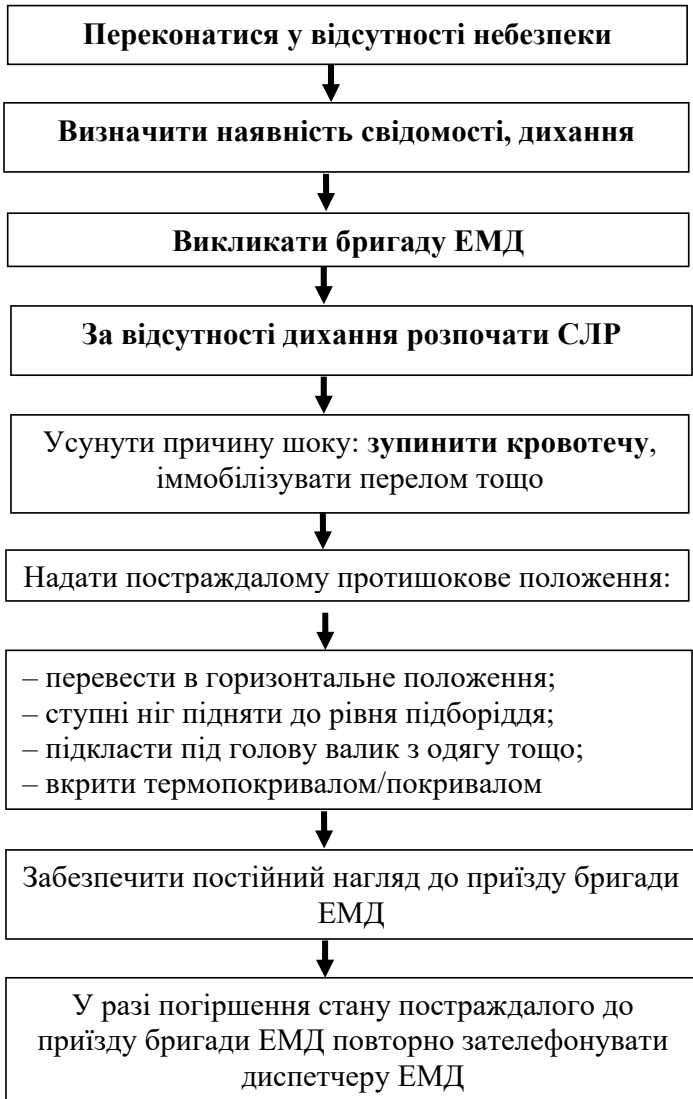 Переконатися у відсутності небезпеки
Визначити наявність свідомості, дихання
Викликати бригаду ЕМД
За відсутності дихання розпочати СЛР
Усунути причину шоку: зупинити кровотечу,
іммобілізувати перелом тощо
Надати постраждалому протишокове положення:
– перевести в горизонтальне положення;
– ступні ніг підняти до рівня підборіддя;
– підкласти під голову валик з одягу тощо;
– вкрити термопокривалом/покривалом
Забезпечити постійний нагляд до приїзду бригади
ЕМД
У разі погіршення стану постраждалого до
приїзду бригади ЕМД повторно зателефонувати
диспетчеру ЕМД